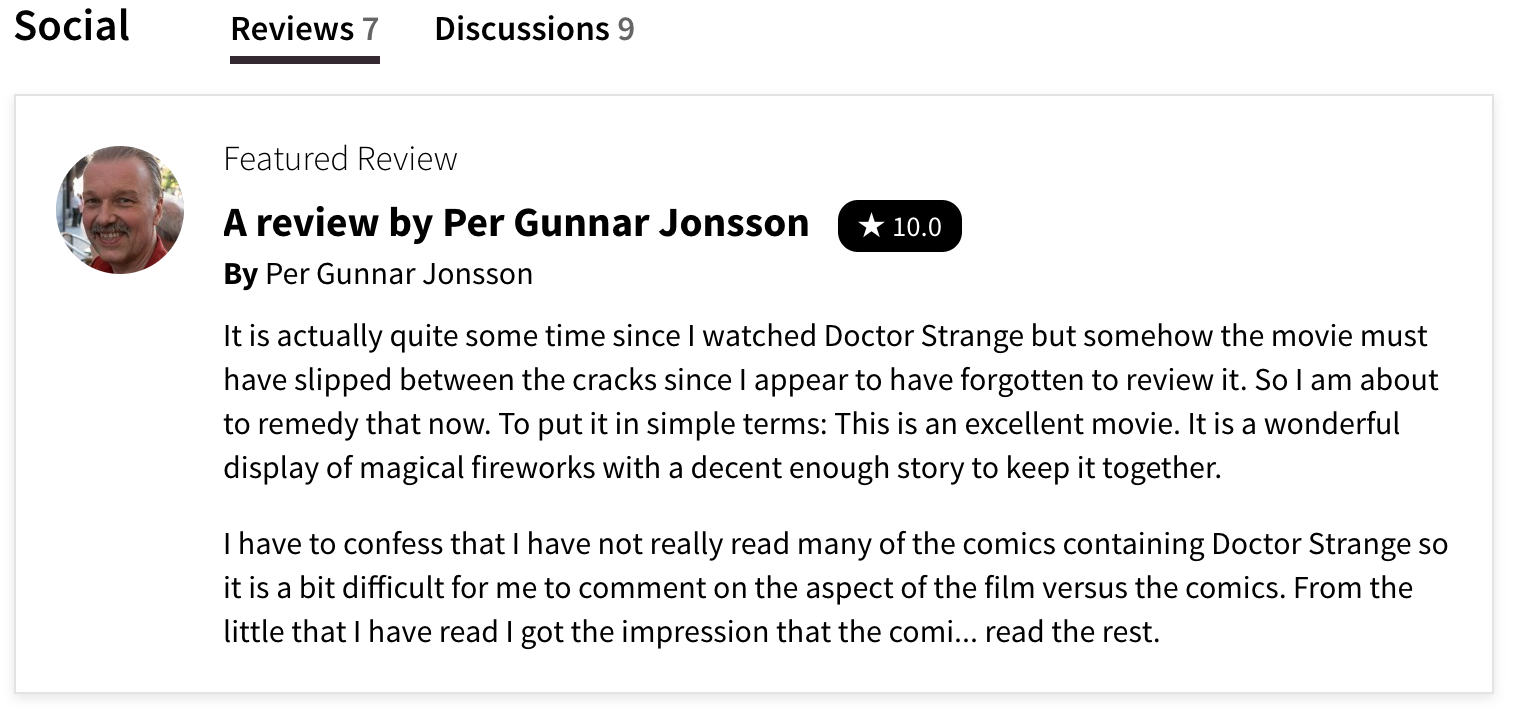 Social Reviews 7 Discussions 9
Featured Review
A review by Per Gunnar Jonsson ★ 10.0
By Per Gunnar Jonsson
It is actually quite some time since I watched Doctor Strange but somehow the movie must
have slipped between the cracks since I appear to have forgotten to review it. So I am about
to remedy that now. To put it in simple terms: This is an excellent movie. It is a wonderful
display of magical fireworks with a decent enough story to keep it together.
I have to confess that I have not really read many of the comics containing Doctor Strange so
it is a bit difficult for me to comment on the aspect of the film versus the comics. From the
little that I have read I got the impression that the comi... read the rest.